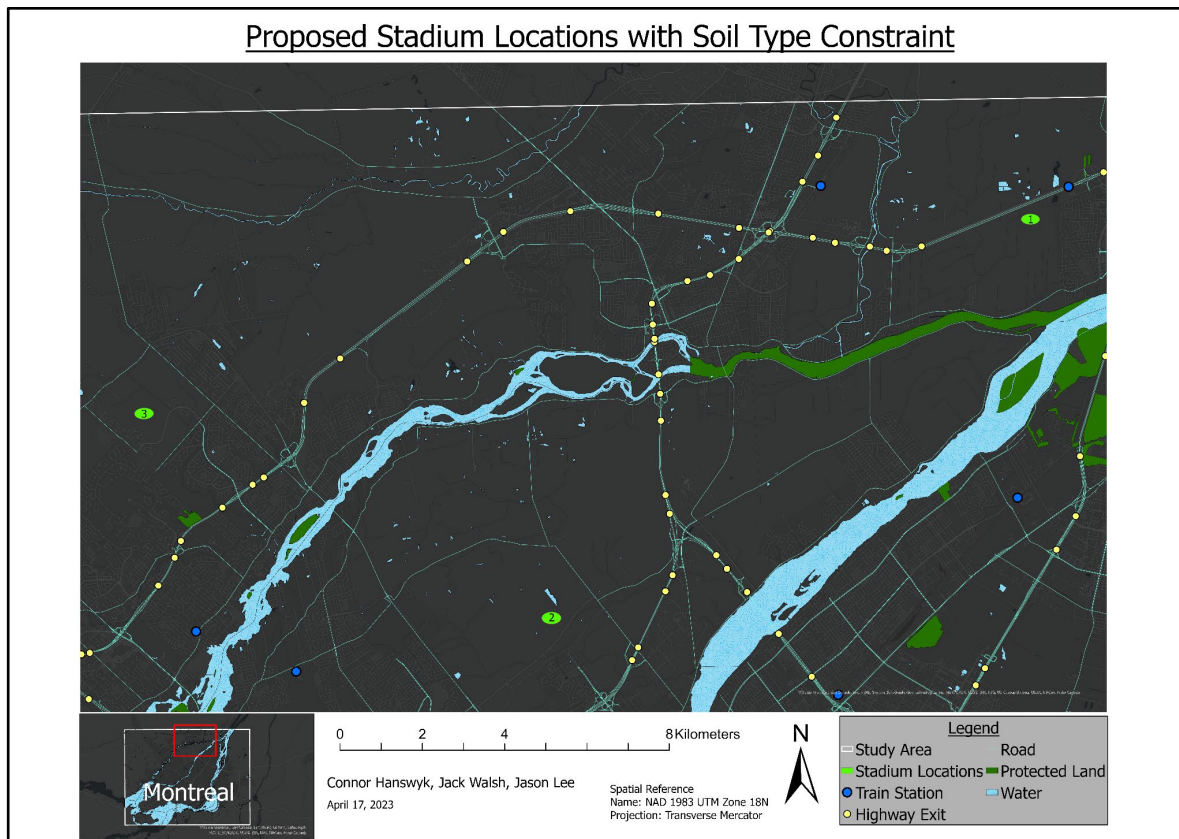 Proposed Stadium Locations with Soil Type Constraint
1
3
2
Montreal
0 2 4 8 Kilometers
Connor Hanswyk, Jack Walsh, Jason Lee
April 17, 2023
Spatial Reference
Name: NAD 1983 UTM Zone 18N
Projection: Transverse Mercator
N
Legend
Study Area
Road
Stadium Locations
Protected Land
Train Station
Water
Highway Exit